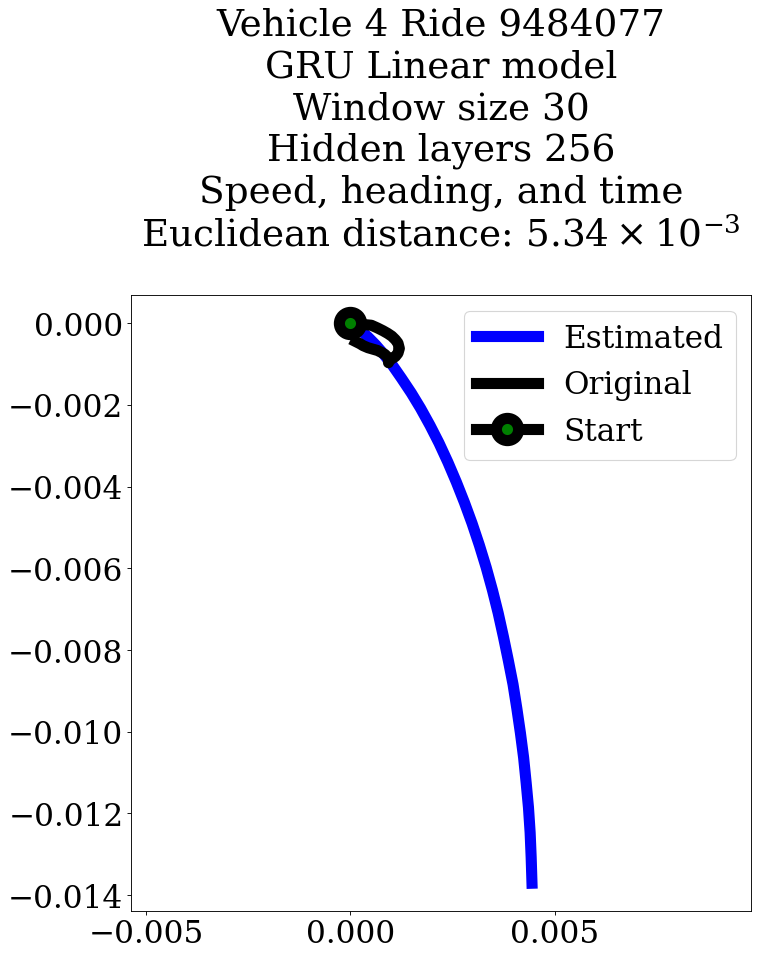 Vehicle 4 Ride 9484077
GRU Linear model
Window size 30
Hidden layers 256
Speed, heading, and time
Euclidean distance: 5.34 × 10⁻³
Estimated
Original
Start
0.000
−0.002
−0.004
−0.006
−0.008
−0.010
−0.012
−0.014
−0.005 0.000 0.005